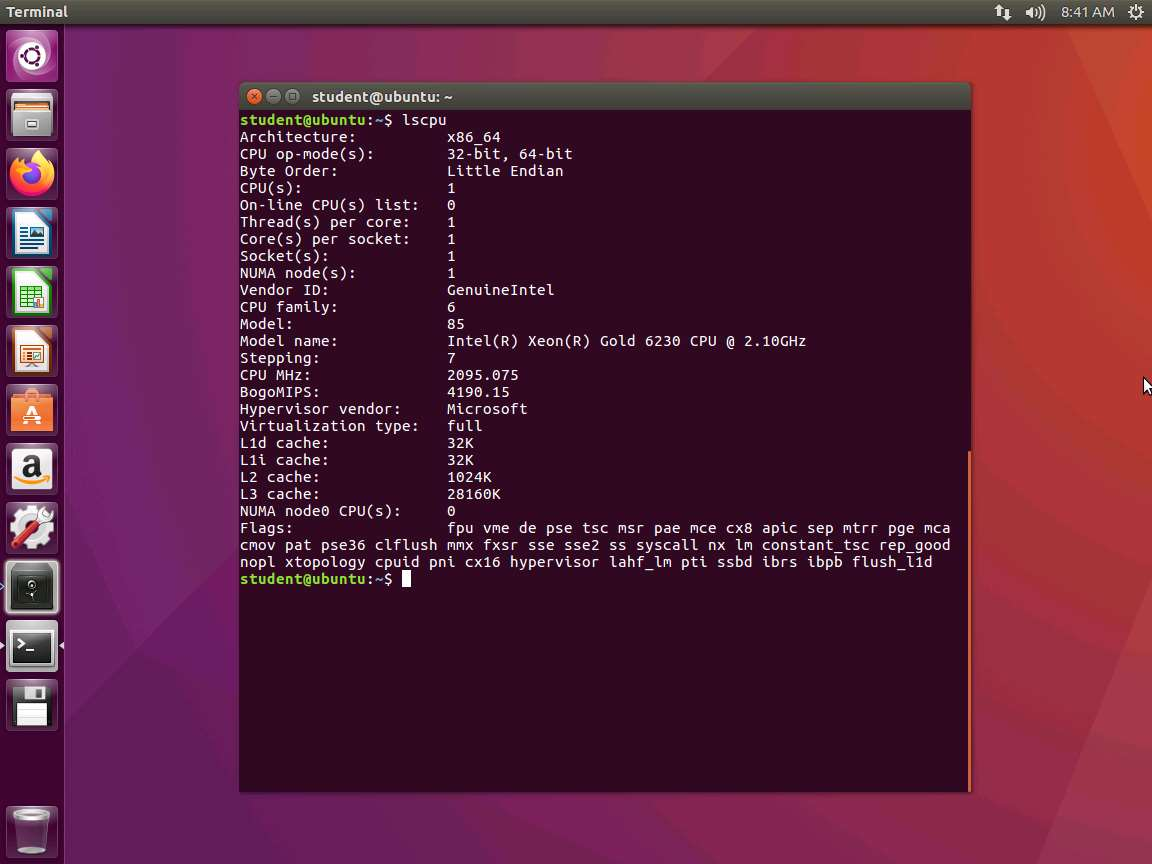 Terminal
8:41 AM
student@ubuntu: ~
student@ubuntu:~$ lscpu
Architecture: x86_64
CPU op-mode(s): 32-bit, 64-bit
Byte Order: Little Endian
CPU(s): 1
On-line CPU(s) list: 0
Thread(s) per core: 1
Core(s) per socket: 1
Socket(s): 1
NUMA node(s): 1
Vendor ID: GenuineIntel
CPU family: 6
Model: 85
Model name: Intel(R) Xeon(R) Gold 6230 CPU @ 2.10GHz
Stepping: 7
CPU MHz: 2095.075
BogoMIPS: 4190.15
Hypervisor vendor: Microsoft
Virtualization type: full
L1d cache: 32K
L1i cache: 32K
L2 cache: 1024K
L3 cache: 28160K
NUMA node0 CPU(s): 0
Flags: fpu vme de pse tsc msr pae mce cx8 apic sep mtrr pge mca
cmov pat pse36 clflush mmx fxsr sse sse2 ss syscall nx lm constant_tsc rep_good
nopl xtopology cpuid pni cx16 hypervisor lahf_lm pti ssbd ibrs ibpb flush_l1d
student@ubuntu:~$